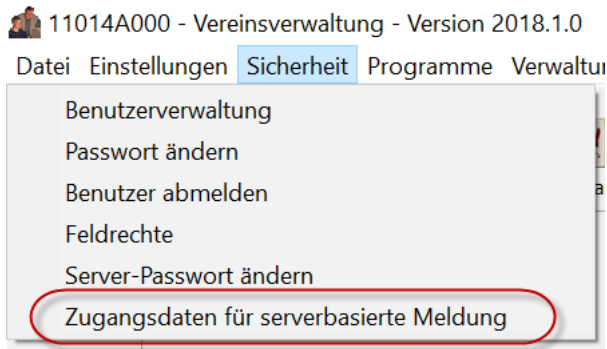 11014A000 - Vereinsverwaltung - Version 2018.1.0
Datei Einstellungen Sicherheit Programme
Benutzerverwaltung
Passwort ändern
Benutzer abmelden
Feldrechte
Server-Passwort ändern
Zugangsdaten für serverbasierte Meldung